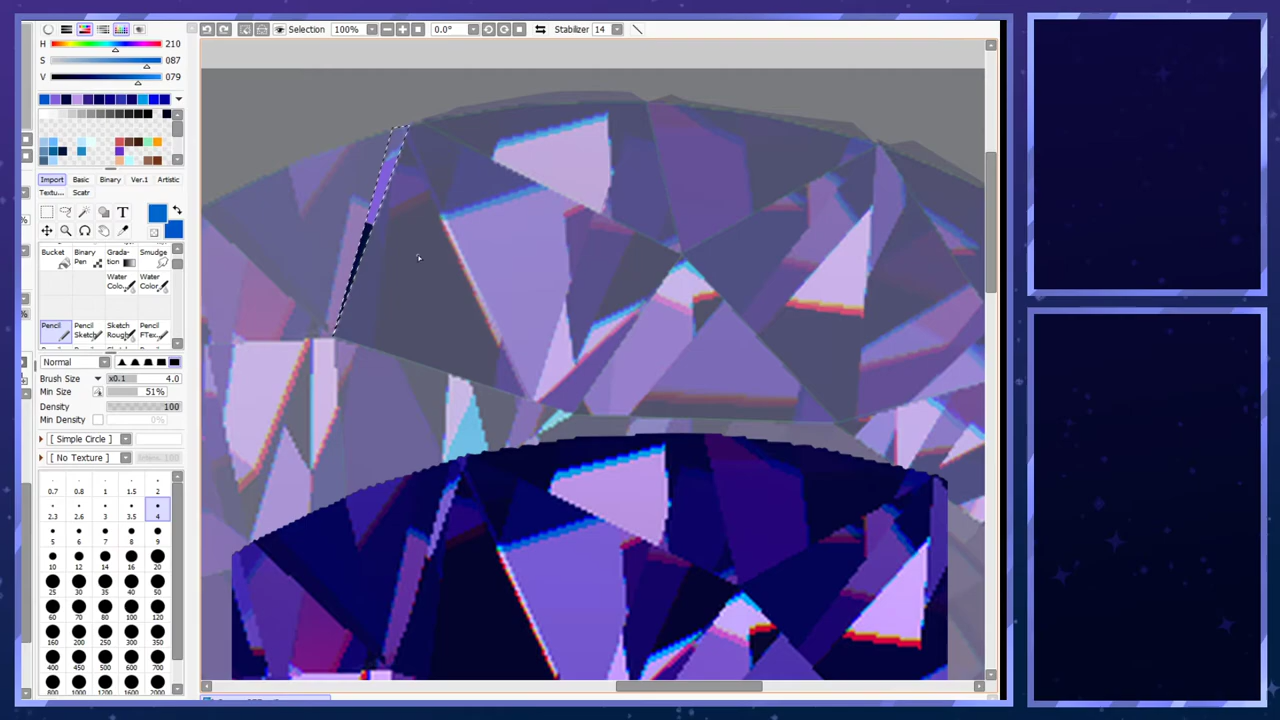 Selection 100% 0.0° Stabilizer 14
H 210
S 087
V 079
Import Basic Binary Ver.1 Artistic
Textu... Scatr
T
Bucket Binary Pen Grada-tion Smudge
Water Colo... Water Color...
Pencil Pencil Sketch Sketch Rough Pencil FTex...
Normal
Brush Size x0.1 4.0
Min Size 51%
Density 100
Min Density 0%
[ Simple Circle ]
[ No Texture ]
0.7 0.8 1 1.5 2
2.3 2.6 3 3.5 4
5 6 7 8 9
10 12 14 16 20
25 30 35 40 50
60 70 80 100 120
160 200 250 300 350
400 450 500 600 700
800 1000 1200 1600 2000